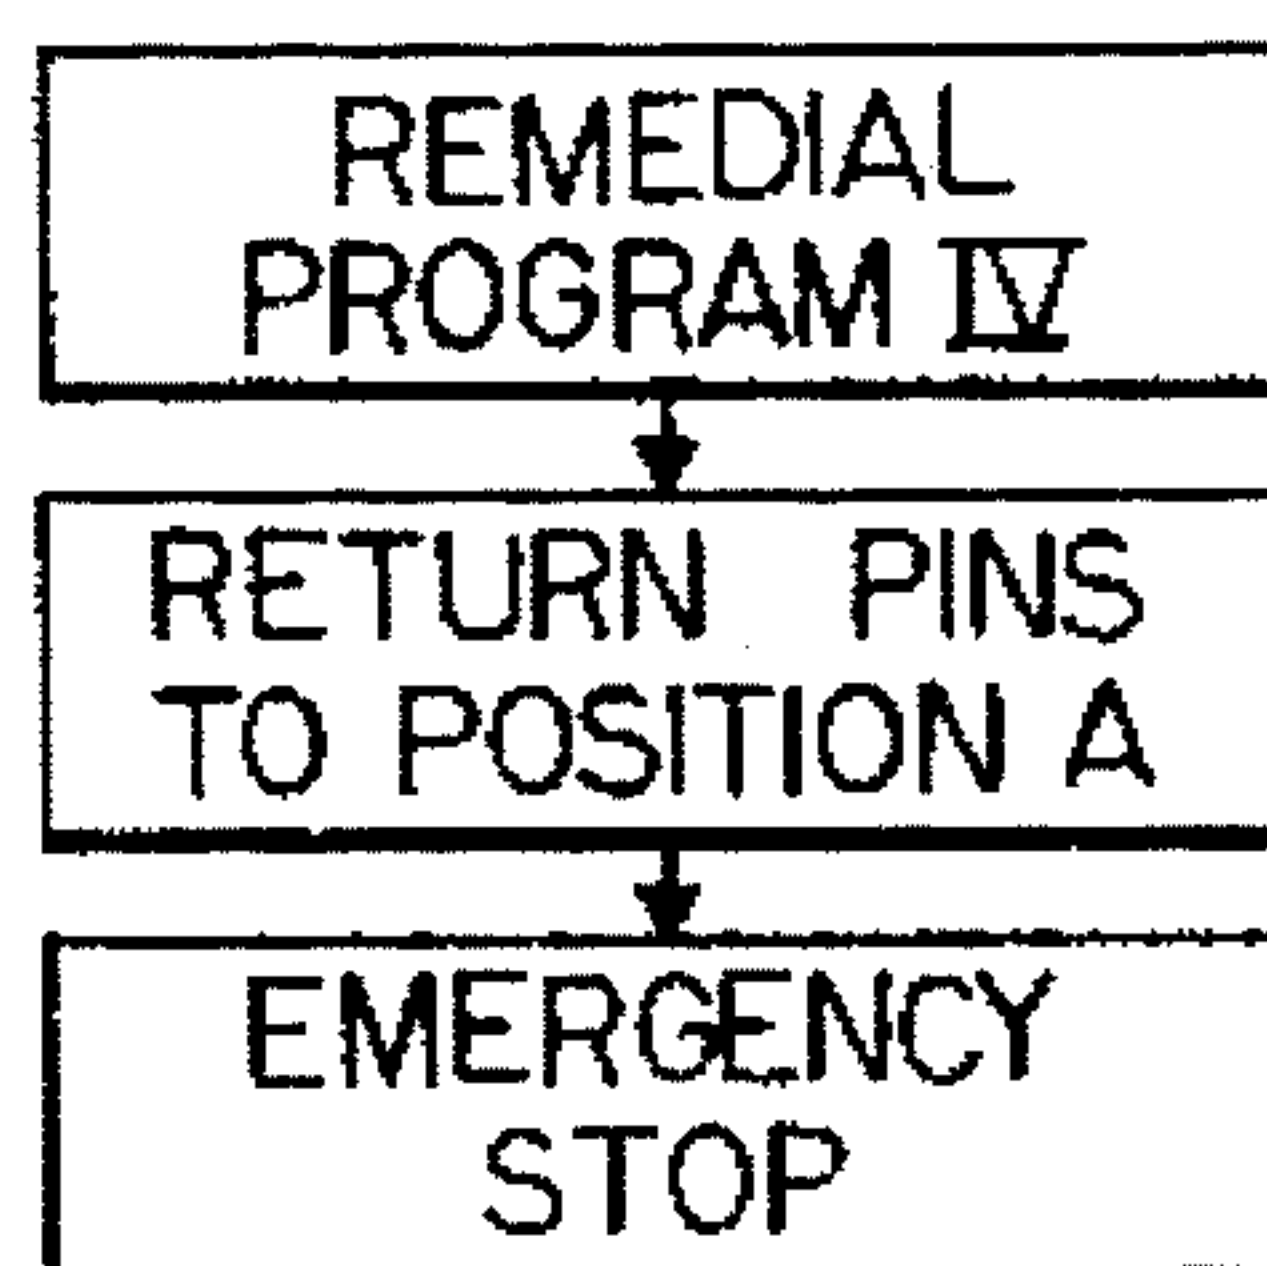 REMEDIAL
PROGRAM IV
RETURN PINS
TO POSITION A
EMERGENCY
STOP